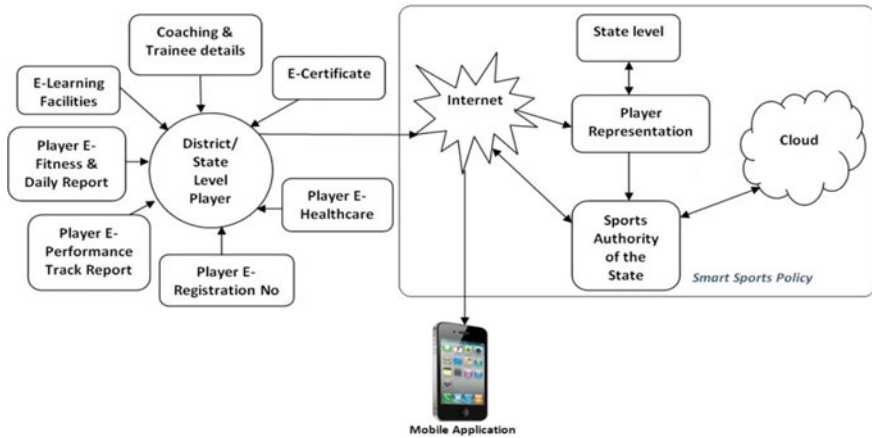 Coaching &
Trainee details
E-Certificate
E-Learning
Facilities
Player E-
Fitness &
Daily Report
Player E-
Performance
Track Report
Player E-
Registration No
Player E-
Healthcare
District/
State
Level
Player
Internet
State level
Player
Representation
Cloud
Sports
Authority
of the
State
Smart Sports Policy
Mobile Application